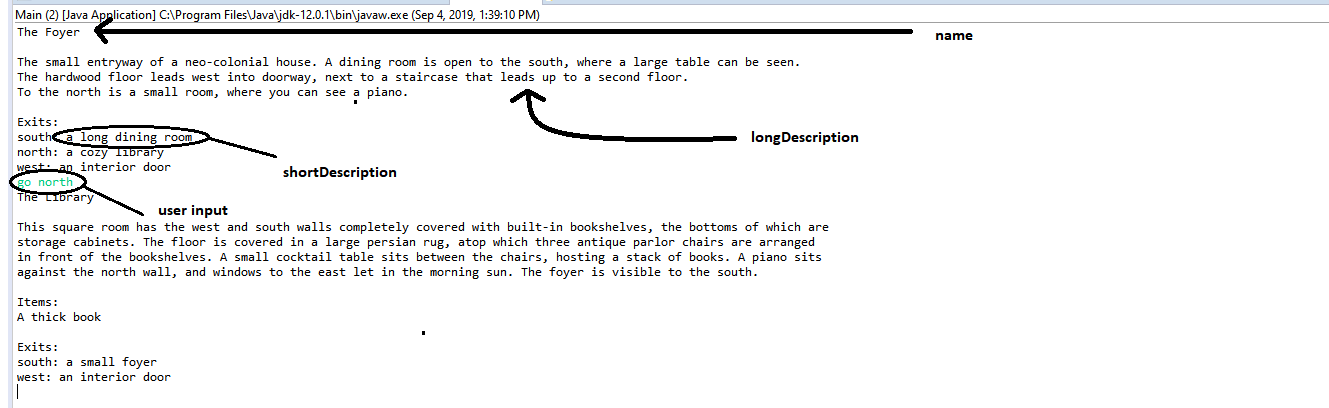 Main (2) [Java Application] C:\Program Files\Java\jdk-12.0.1\bin\javaw.exe (Sep 4, 2019, 1:39:10 PM)
The Foyer
name
The small entryway of a neo-colonial house. A dining room is open to the south, where a large table can be seen.
The hardwood floor leads west into doorway, next to a staircase that leads up to a second floor.
To the north is a small room, where you can see a piano.
Exits:
south: a long dining room
longDescription
north: a cozy library
west: an interior door
shortDescription
go north
The Library
user input
This square room has the west and south walls completely covered with built-in bookshelves, the bottoms of which are
storage cabinets. The floor is covered in a large persian rug, atop which three antique parlor chairs are arranged
in front of the bookshelves. A small cocktail table sits between the chairs, hosting a stack of books. A piano sits
against the north wall, and windows to the east let in the morning sun. The foyer is visible to the south.
Items:
A thick book
Exits:
south: a small foyer
west: an interior door